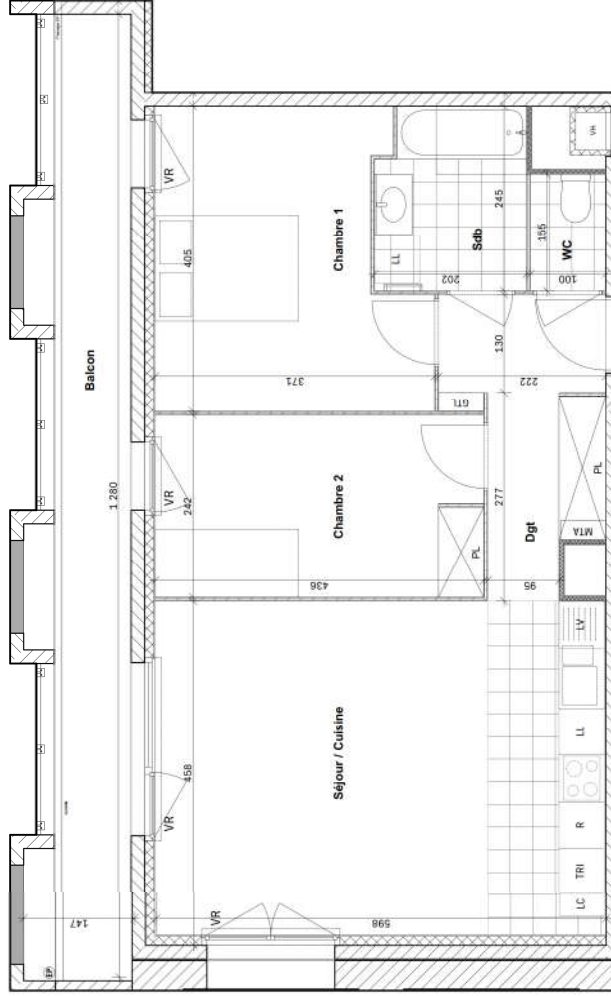 Balcon
1 280
147
EP
VR
VR
VR
VR
405
Chambre 1
371
LL
Sdb
245
202
155
WC
100
VH
130
222
GTL
242
Chambre 2
436
PL
277
Dgt
95
PL
MTA
458
Séjour / Cuisine
598
LV
LL
R
TRI
LC